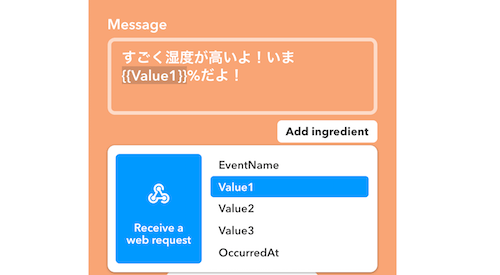 Message
すごく湿度が高いよ！いま
{{Value1}}%だよ！
Add ingredient
Receive a
web request
EventName
Value1
Value2
Value3
OccurredAt